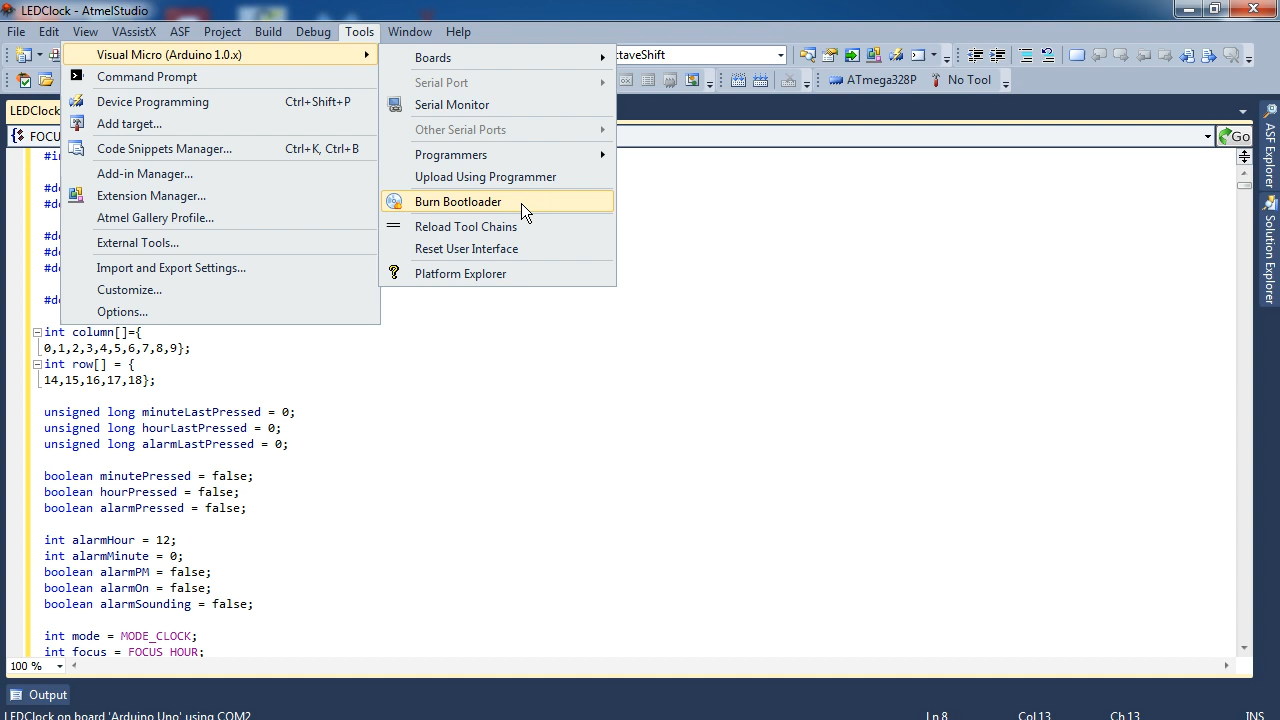 LEDClock - AtmelStudio
File Edit View VAssistX ASF Project Build Debug Tools Window Help
Visual Micro (Arduino 1.0.x)
Command Prompt
Device Programming Ctrl+Shift+P
Add target...
Code Snippets Manager... Ctrl+K, Ctrl+B
Add-in Manager...
Extension Manager...
Atmel Gallery Profile...
External Tools...
Import and Export Settings...
Customize...
Options...
Boards
Serial Port
Serial Monitor
Other Serial Ports
Programmers
Upload Using Programmer
Burn Bootloader
Reload Tool Chains
Reset User Interface
Platform Explorer
ctaveShift
ATmega328P No Tool
LEDClock
FOCU
Go
ASF Explorer
Solution Explorer
int column[]={
0,1,2,3,4,5,6,7,8,9};
int row[] = {
14,15,16,17,18};
unsigned long minuteLastPressed = 0;
unsigned long hourLastPressed = 0;
unsigned long alarmLastPressed = 0;
boolean minutePressed = false;
boolean hourPressed = false;
boolean alarmPressed = false;
int alarmHour = 12;
int alarmMinute = 0;
boolean alarmPM = false;
boolean alarmOn = false;
boolean alarmSounding = false;
int mode = MODE_CLOCK;
int focus = FOCUS_HOUR;
100 %
Output
LEDClock on board 'Arduino Uno' using COM2 Ln 8 Col 13 Ch 13 INS